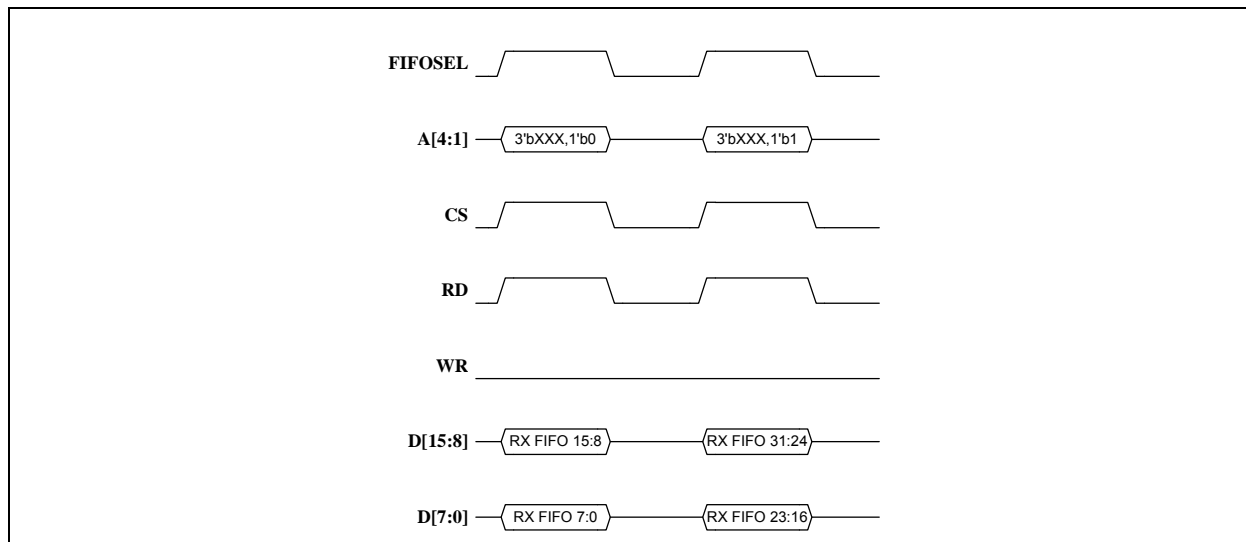 FIFOSEL
A[4:1] 3'bXXX,1'b0 3'bXXX,1'b1
CS
RD
WR
D[15:8] RX FIFO 15:8 RX FIFO 31:24
D[7:0] RX FIFO 7:0 RX FIFO 23:16